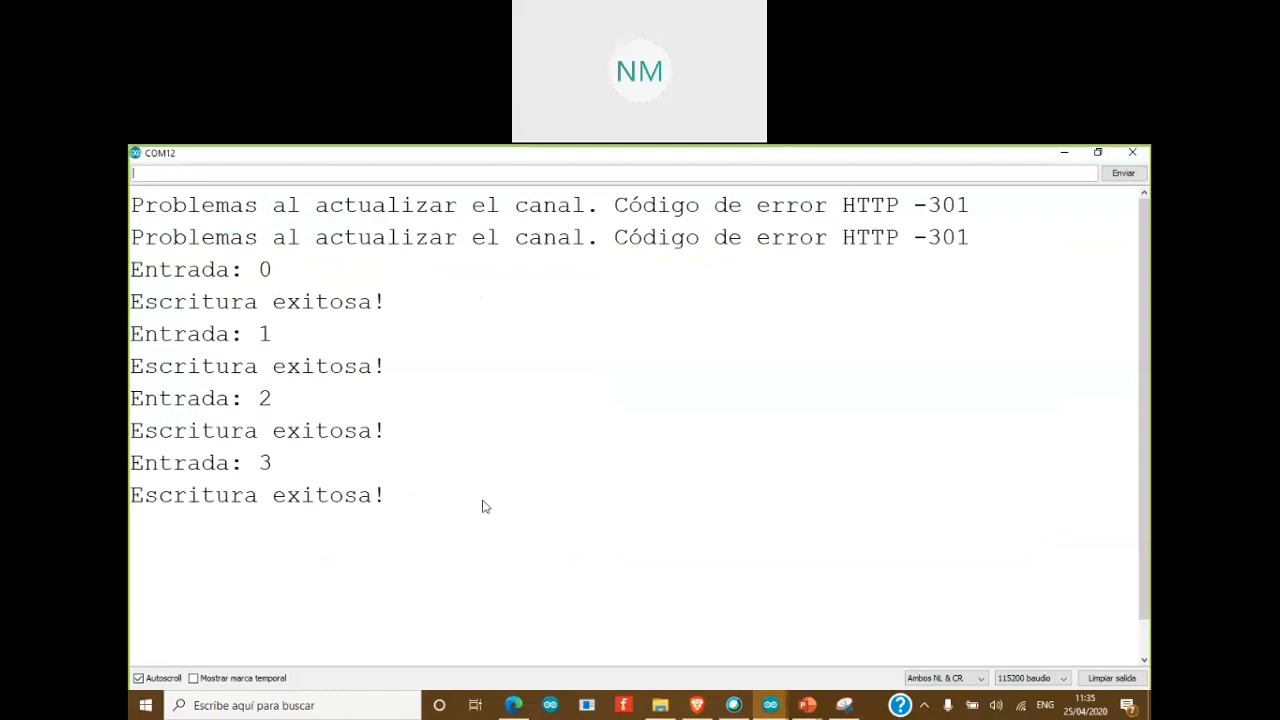 NM
COM12
Enviar
Problemas al actualizar el canal. Código de error HTTP -301
Problemas al actualizar el canal. Código de error HTTP -301
Entrada: 0
Escritura exitosa!
Entrada: 1
Escritura exitosa!
Entrada: 2
Escritura exitosa!
Entrada: 3
Escritura exitosa!
Autoscroll Mostrar marca temporal Ambos NL & CR 115200 baudio Limpiar salida
Escribe aquí para buscar ENG 11:35
25/04/2020